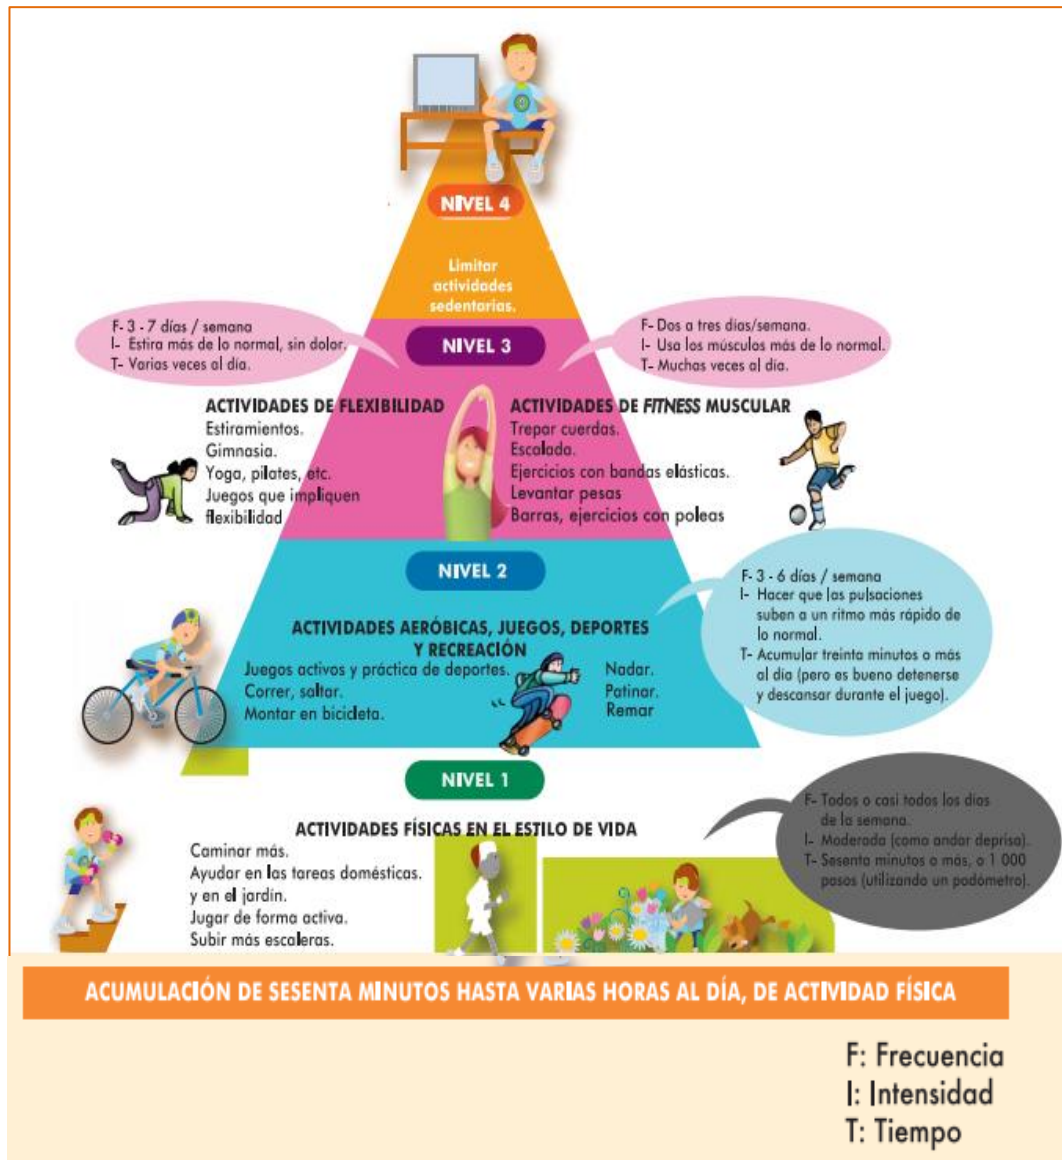 NIVEL 4
Limitar
actividades
sedentarias.
F- 3 - 7 días / semana
I- Estira más de lo normal, sin dolor.
T- Varias veces al día.
NIVEL 3
F- Dos a tres días/semana.
I- Usa los músculos más de lo normal.
T- Muchas veces al día.
ACTIVIDADES DE FLEXIBILIDAD
Estiramientos.
Gimnasia.
Yoga, pilates, etc.
Juegos que impliquen
flexibilidad
ACTIVIDADES DE FITNESS MUSCULAR
Trepar cuerdas.
Escalada.
Ejercicios con bandas elásticas.
Levantar pesas
Barras, ejercicios con poleas
NIVEL 2
F- 3 - 6 días / semana
I- Hacer que las pulsaciones
suben a un ritmo más rápido de
lo normal.
T- Acumular treinta minutos o más
al día (pero es bueno detenerse
y descansar durante el juego).
ACTIVIDADES AERÓBICAS, JUEGOS, DEPORTES
Y RECREACIÓN
Juegos activos y práctica de deportes.
Correr, saltar.
Montar en bicicleta.
Nadar.
Patinar.
Remar
NIVEL 1
F- Todos o casi todos los días
de la semana.
I- Moderada (como andar deprisa).
T- Sesenta minutos o más, o 1 000
pasos (utilizando un podómetro).
ACTIVIDADES FÍSICAS EN EL ESTILO DE VIDA
Caminar más.
Ayudar en las tareas domésticas.
y en el jardín.
Jugar de forma activa.
Subir más escaleras.
ACUMULACIÓN DE SESENTA MINUTOS HASTA VARIAS HORAS AL DÍA, DE ACTIVIDAD FÍSICA
F: Frecuencia
I: Intensidad
T: Tiempo